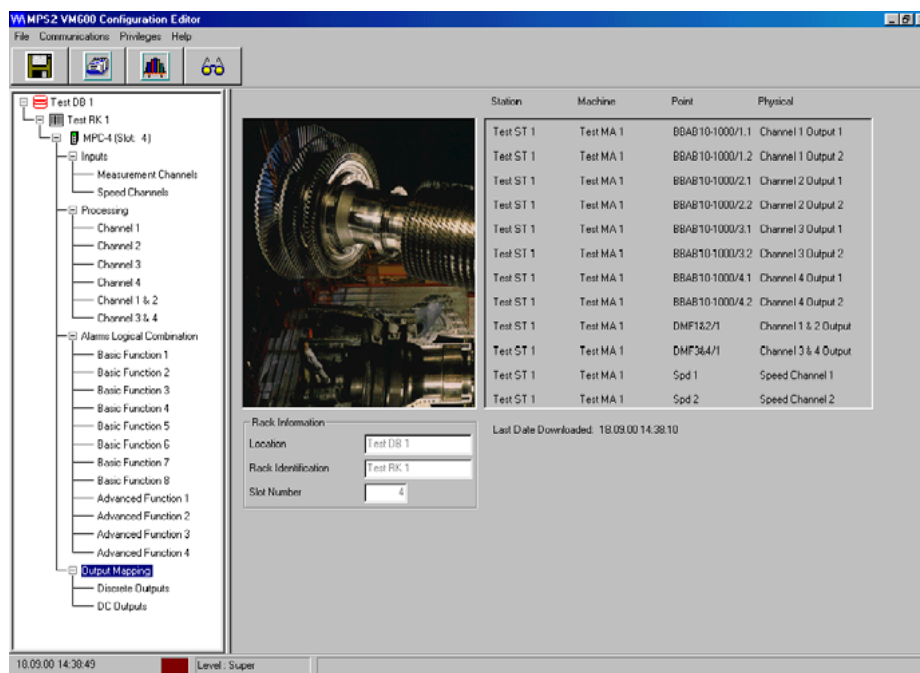 MPS2 VM600 Configuration Editor
File Communications Privileges Help
Test DB 1
Test RK 1
MPC-4 (Slot: 4)
Inputs
Measurement Channels
Speed Channels
Processing
Channel 1
Channel 2
Channel 3
Channel 4
Channel 1 & 2
Channel 3 & 4
Alarms Logical Combination
Basic Function 1
Basic Function 2
Basic Function 3
Basic Function 4
Basic Function 5
Basic Function 6
Basic Function 7
Basic Function 8
Advanced Function 1
Advanced Function 2
Advanced Function 3
Advanced Function 4
Output Mapping
Discrete Outputs
DC Outputs
Station Machine Point Physical
Test ST 1 Test MA 1 BBAB10-1000/1.1 Channel 1 Output 1
Test ST 1 Test MA 1 BBAB10-1000/1.2 Channel 1 Output 2
Test ST 1 Test MA 1 BBAB10-1000/2.1 Channel 2 Output 1
Test ST 1 Test MA 1 BBAB10-1000/2.2 Channel 2 Output 2
Test ST 1 Test MA 1 BBAB10-1000/3.1 Channel 3 Output 1
Test ST 1 Test MA 1 BBAB10-1000/3.2 Channel 3 Output 2
Test ST 1 Test MA 1 BBAB10-1000/4.1 Channel 4 Output 1
Test ST 1 Test MA 1 BBAB10-1000/4.2 Channel 4 Output 2
Test ST 1 Test MA 1 DMF1&2/1 Channel 1 & 2 Output
Test ST 1 Test MA 1 DMF3&4/1 Channel 3 & 4 Output
Test ST 1 Test MA 1 Spd 1 Speed Channel 1
Test ST 1 Test MA 1 Spd 2 Speed Channel 2
Rack Information
Location Test DB 1
Rack Identification Test RK 1
Slot Number 4
Last Date Downloaded: 18.09.00 14:38:10
18.09.00 14:38:49 Level : Super